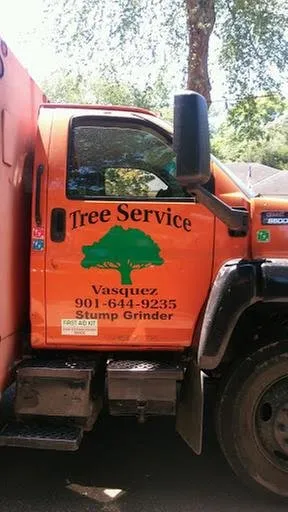 Tree Service
Vasquez
901-644-9235
Stump Grinder
FIRST AID KIT